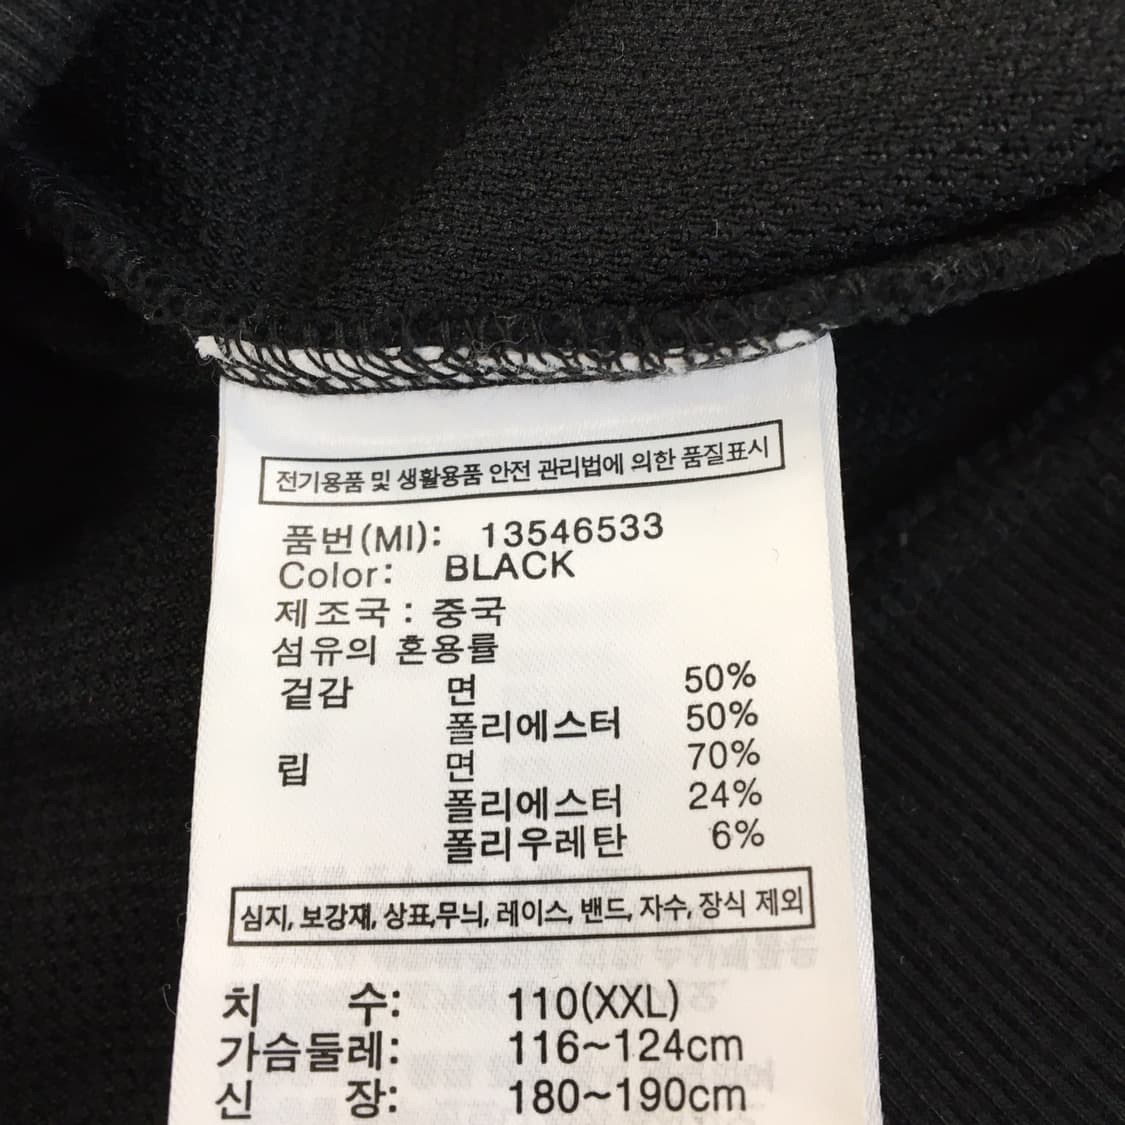 전기용품 및 생활용품 안전 관리법에 의한 품질표시
품번(MI): 13546533
Color: BLACK
제조국 : 중국
섬유의 혼용률
겉감 면 50%
폴리에스터 50%
립 면 70%
폴리에스터 24%
폴리우레탄 6%
심지, 보강재, 상표,무늬, 레이스, 밴드, 자수, 장식 제외
치 수: 110(XXL)
가슴둘레: 116~124cm
신 장: 180~190cm